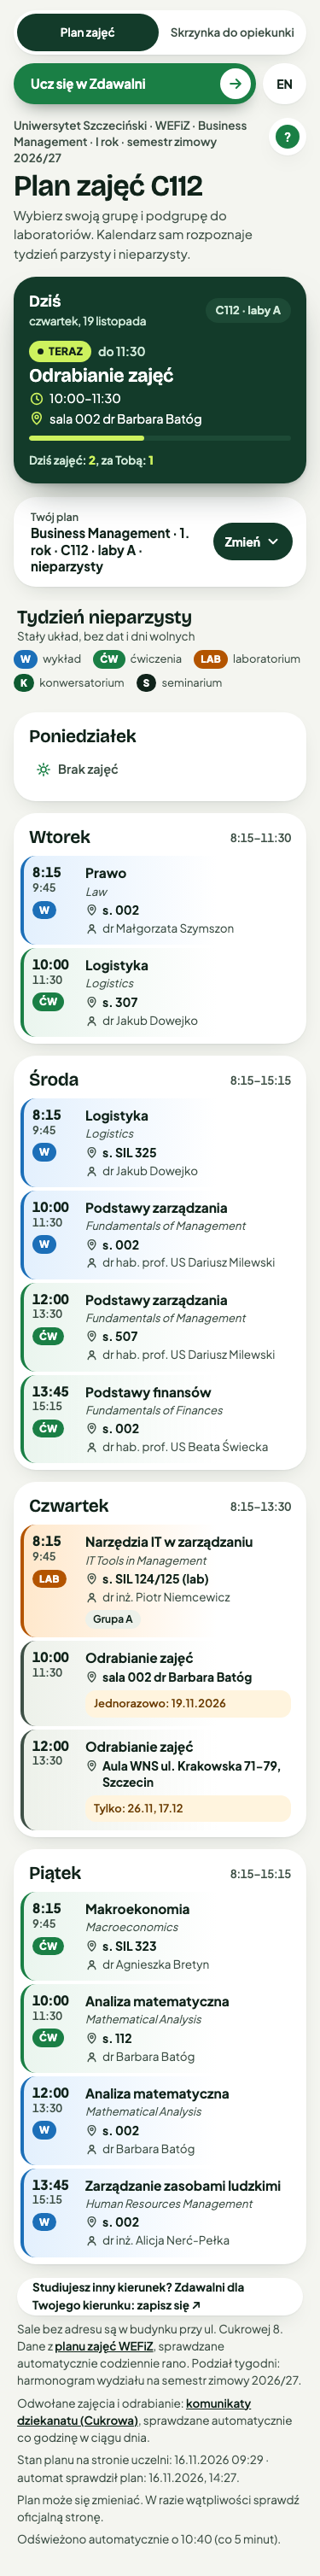 Plan zajęć
Skrzynka do opiekunki
Ucz się w Zdawalni
EN
Uniwersytet Szczeciński · WEFiZ · Business
Management · I rok · semestr zimowy
2026/27
?
Plan zajęć C112
Wybierz swoją grupę i podgrupę do
laboratoriów. Kalendarz sam rozpoznaje
tydzień parzysty i nieparzysty.
Dziś
czwartek, 19 listopada
C112 · laby A
TERAZ do 11:30
Odrabianie zajęć
10:00–11:30
sala 002 dr Barbara Batóg
Dziś zajęć: 2, za Tobą: 1
Twój plan
Business Management · 1.
rok · C112 · laby A ·
nieparzysty
Zmień
Tydzień nieparzysty
Stały układ, bez dat i dni wolnych
W wykład ĆW ćwiczenia LAB laboratorium
K konwersatorium S seminarium
Poniedziałek
Brak zajęć
Wtorek 8:15–11:30
8:15 Prawo
9:45 Law
W s. 002
dr Małgorzata Szymszon
10:00 Logistyka
11:30 Logistics
ĆW s. 307
dr Jakub Dowejko
Środa 8:15–15:15
8:15 Logistyka
9:45 Logistics
W s. SIL 325
dr Jakub Dowejko
10:00 Podstawy zarządzania
11:30 Fundamentals of Management
W s. 002
dr hab. prof. US Dariusz Milewski
12:00 Podstawy zarządzania
13:30 Fundamentals of Management
ĆW s. 507
dr hab. prof. US Dariusz Milewski
13:45 Podstawy finansów
15:15 Fundamentals of Finances
ĆW s. 002
dr hab. prof. US Beata Świecka
Czwartek 8:15–13:30
8:15 Narzędzia IT w zarządzaniu
9:45 IT Tools in Management
LAB s. SIL 124/125 (lab)
dr inż. Piotr Niemcewicz
Grupa A
10:00 Odrabianie zajęć
11:30 sala 002 dr Barbara Batóg
Jednorazowo: 19.11.2026
12:00 Odrabianie zajęć
13:30 Aula WNS ul. Krakowska 71-79,
Szczecin
Tylko: 26.11, 17.12
Piątek 8:15–15:15
8:15 Makroekonomia
9:45 Macroeconomics
ĆW s. SIL 323
dr Agnieszka Bretyn
10:00 Analiza matematyczna
11:30 Mathematical Analysis
ĆW s. 112
dr Barbara Batóg
12:00 Analiza matematyczna
13:30 Mathematical Analysis
W s. 002
dr Barbara Batóg
13:45 Zarządzanie zasobami ludzkimi
15:15 Human Resources Management
W s. 002
dr inż. Alicja Nerć-Pełka
Studiujesz inny kierunek? Zdawalni dla
Twojego kierunku: zapisz się ↗
Sale bez adresu są w budynku przy ul. Cukrowej 8.
Dane z planu zajęć WEFiZ, sprawdzane
automatycznie codziennie rano. Podział tygodni:
harmonogram wydziału na semestr zimowy 2026/27.
Odwołane zajęcia i odrabianie: komunikaty
dziekanatu (Cukrowa), sprawdzane automatycznie
co godzinę w ciągu dnia.
Stan planu na stronie uczelni: 16.11.2026 09:29 ·
automat sprawdził plan: 16.11.2026, 14:27.
Plan może się zmieniać. W razie wątpliwości sprawdź
oficjalną stronę.
Odświeżono automatycznie o 10:40 (co 5 minut).